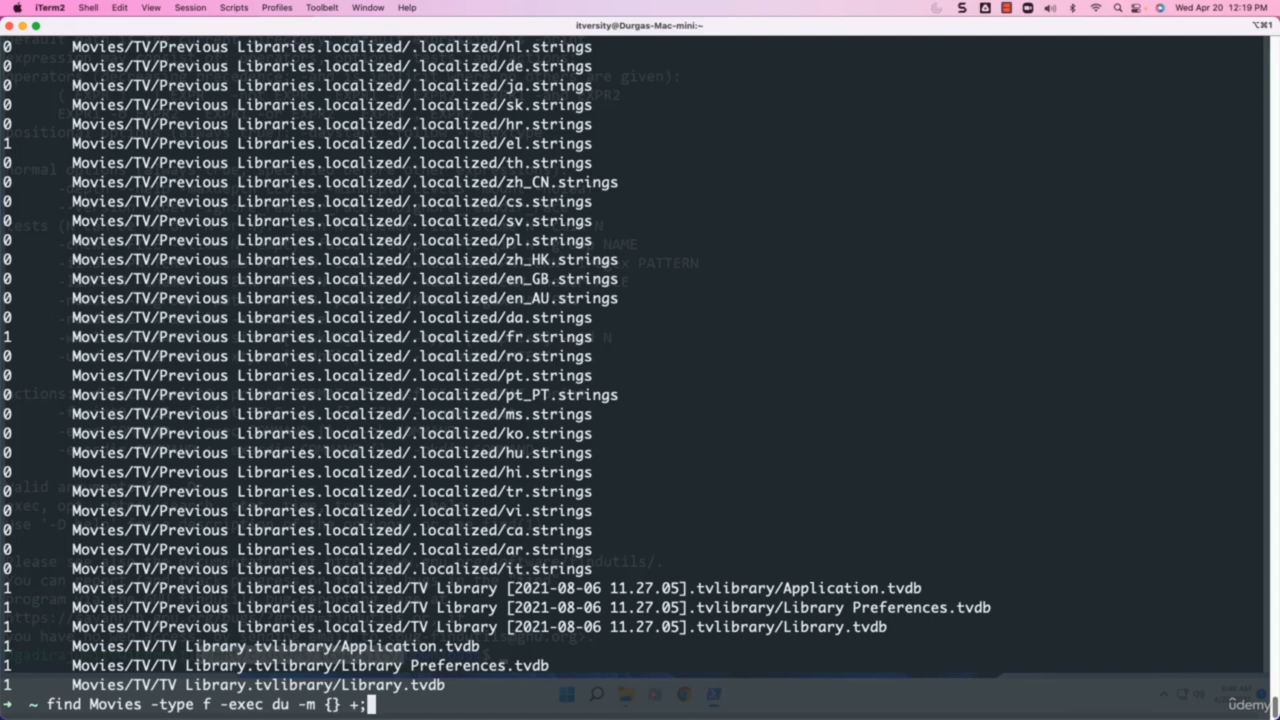 iTerm2 Shell Edit View Session Scripts Profiles Toolbelt Window Help Wed Apr 20 12:19 PM
itversity@Durgas-Mac-mini:~ ⌥⌘1
0 Movies/TV/Previous Libraries.localized/.localized/nl.strings
0 Movies/TV/Previous Libraries.localized/.localized/de.strings
0 Movies/TV/Previous Libraries.localized/.localized/ja.strings
0 Movies/TV/Previous Libraries.localized/.localized/sk.strings
0 Movies/TV/Previous Libraries.localized/.localized/hr.strings
1 Movies/TV/Previous Libraries.localized/.localized/el.strings
0 Movies/TV/Previous Libraries.localized/.localized/th.strings
0 Movies/TV/Previous Libraries.localized/.localized/zh_CN.strings
0 Movies/TV/Previous Libraries.localized/.localized/cs.strings
0 Movies/TV/Previous Libraries.localized/.localized/sv.strings
0 Movies/TV/Previous Libraries.localized/.localized/pl.strings
0 Movies/TV/Previous Libraries.localized/.localized/zh_HK.strings
0 Movies/TV/Previous Libraries.localized/.localized/en_GB.strings
0 Movies/TV/Previous Libraries.localized/.localized/en_AU.strings
0 Movies/TV/Previous Libraries.localized/.localized/da.strings
1 Movies/TV/Previous Libraries.localized/.localized/fr.strings
0 Movies/TV/Previous Libraries.localized/.localized/ro.strings
0 Movies/TV/Previous Libraries.localized/.localized/pt.strings
0 Movies/TV/Previous Libraries.localized/.localized/pt_PT.strings
0 Movies/TV/Previous Libraries.localized/.localized/ms.strings
0 Movies/TV/Previous Libraries.localized/.localized/ko.strings
0 Movies/TV/Previous Libraries.localized/.localized/hu.strings
0 Movies/TV/Previous Libraries.localized/.localized/hi.strings
0 Movies/TV/Previous Libraries.localized/.localized/tr.strings
0 Movies/TV/Previous Libraries.localized/.localized/vi.strings
0 Movies/TV/Previous Libraries.localized/.localized/ca.strings
0 Movies/TV/Previous Libraries.localized/.localized/ar.strings
0 Movies/TV/Previous Libraries.localized/.localized/it.strings
1 Movies/TV/Previous Libraries.localized/TV Library [2021-08-06 11.27.05].tvlibrary/Application.tvdb
1 Movies/TV/Previous Libraries.localized/TV Library [2021-08-06 11.27.05].tvlibrary/Library Preferences.tvdb
1 Movies/TV/Previous Libraries.localized/TV Library [2021-08-06 11.27.05].tvlibrary/Library.tvdb
1 Movies/TV/TV Library.tvlibrary/Application.tvdb
1 Movies/TV/TV Library.tvlibrary/Library Preferences.tvdb
1 Movies/TV/TV Library.tvlibrary/Library.tvdb
➜ ~ find Movies -type f -exec du -m {} +;
ûdemy